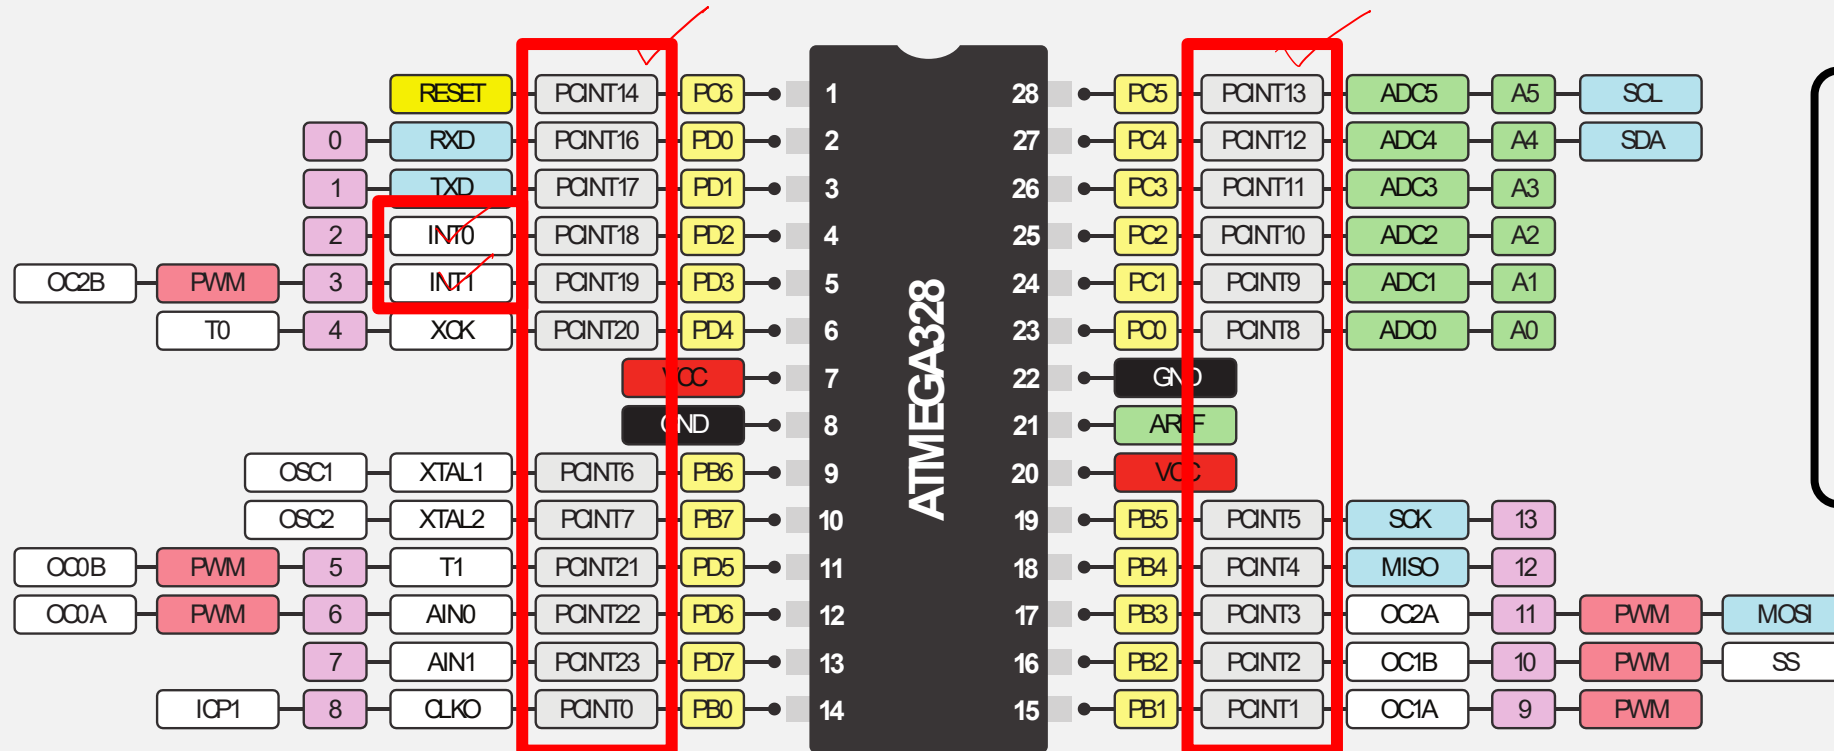 RESET PCINT14 PC6 1 28 PC5 PCINT13 ADC5 A5 SCL
0 RXD PCINT16 PD0 2 27 PC4 PCINT12 ADC4 A4 SDA
1 TXD PCINT17 PD1 3 26 PC3 PCINT11 ADC3 A3
2 INT0 PCINT18 PD2 4 25 PC2 PCINT10 ADC2 A2
OC2B PWM 3 INT1 PCINT19 PD3 5 24 PC1 PCINT9 ADC1 A1
T0 4 XCK PCINT20 PD4 6 23 PC0 PCINT8 ADC0 A0
VCC 7 22 GND
GND 8 21 AREF
OSC1 XTAL1 PCINT6 PB6 9 20 VCC
OSC2 XTAL2 PCINT7 PB7 10 19 PB5 PCINT5 SCK 13
OC0B PWM 5 T1 PCINT21 PD5 11 18 PB4 PCINT4 MISO 12
OC0A PWM 6 AIN0 PCINT22 PD6 12 17 PB3 PCINT3 OC2A 11 PWM MOSI
7 AIN1 PCINT23 PD7 13 16 PB2 PCINT2 OC1B 10 PWM SS
ICP1 8 CLKO PCINT0 PB0 14 15 PB1 PCINT1 OC1A 9 PWM
ATMEGA328